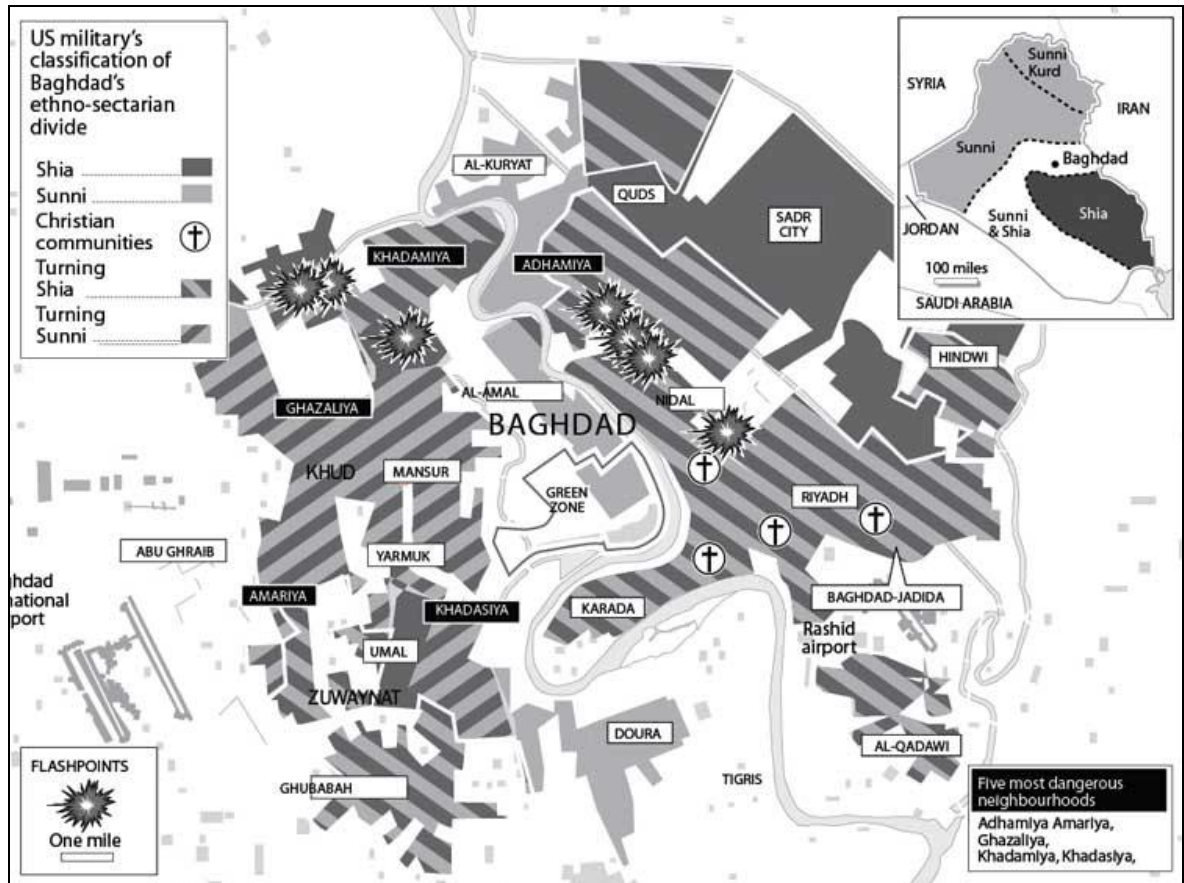 US military's
classification of
Baghdad's
ethno-sectarian
divide
Shia
Sunni
Christian
communities
Turning
Shia
Turning
Sunni
SYRIA
Sunni
Kurd
IRAN
Sunni
Baghdad
Sunni
& Shia
Shia
JORDAN
100 miles
SAUDI ARABIA
AL-KURYAT
QUDS
SADR
CITY
KHADAMIYA
ADHAMIYA
HINDWI
GHAZALIYA
AL-AMAL
NIDAL
BAGHDAD
KHUD
MANSUR
GREEN
ZONE
RIYADH
ABU GHRAIB
YARMUK
ghdad
national
port
AMARIYA
KHADASIYA
KARADA
BAGHDAD-JADIDA
Rashid
airport
UMAL
ZUWAYNAT
DOURA
AL-QADAWI
GHUBABAH
TIGRIS
FLASHPOINTS
One mile
Five most dangerous
neighbourhoods
Adhamiya Amariya,
Ghazaliya,
Khadamiya, Khadasiya,